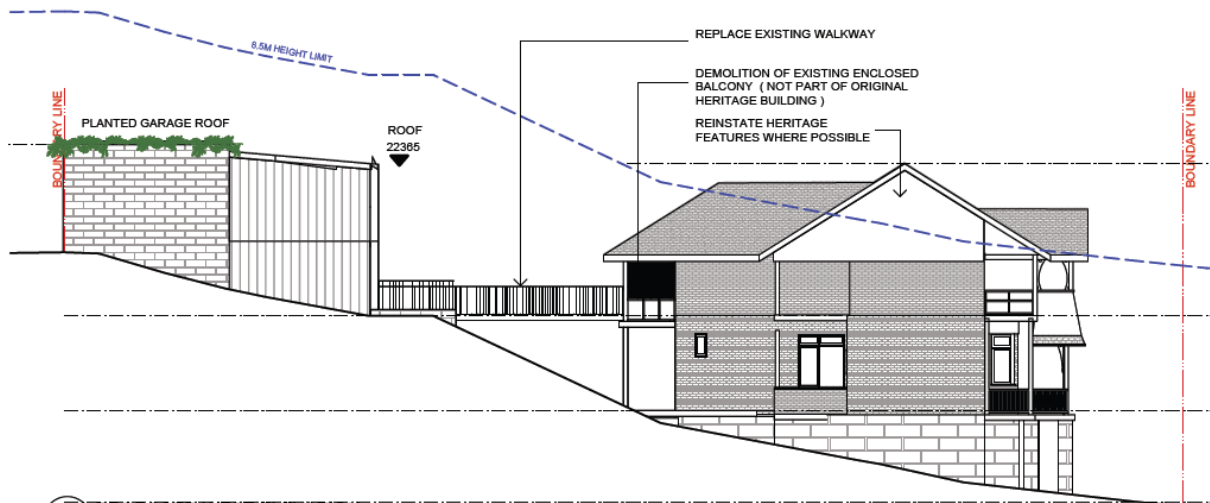 8.5M HEIGHT LIMIT
REPLACE EXISTING WALKWAY
DEMOLITION OF EXISTING ENCLOSED
BALCONY ( NOT PART OF ORIGINAL
HERITAGE BUILDING )
REINSTATE HERITAGE
FEATURES WHERE POSSIBLE
BOUNDARY LINE
PLANTED GARAGE ROOF
ROOF
22365
BOUNDARY LINE